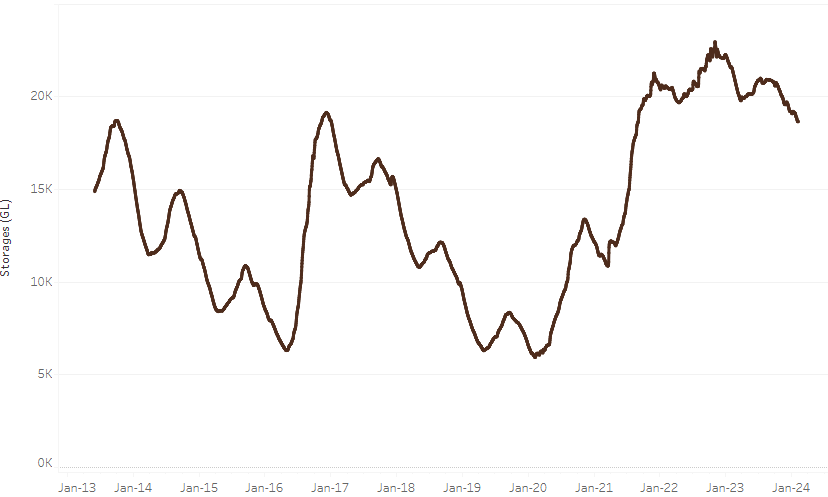 20K
15K
Storages (GL)
10K
5K
0K
Jan-13 Jan-14 Jan-15 Jan-16 Jan-17 Jan-18 Jan-19 Jan-20 Jan-21 Jan-22 Jan-23 Jan-24